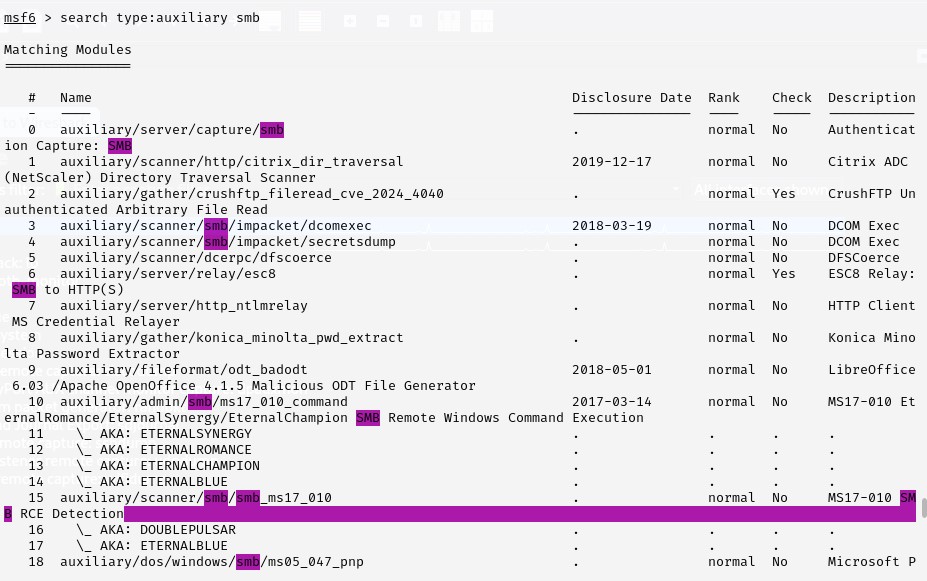 msf6 > search type:auxiliary smb
Matching Modules
================
# Name Disclosure Date Rank Check Description
- ---- --------------- ---- ----- -----------
0 auxiliary/server/capture/smb . normal No Authenticat
ion Capture: SMB
1 auxiliary/scanner/http/citrix_dir_traversal 2019-12-17 normal No Citrix ADC
(NetScaler) Directory Traversal Scanner
2 auxiliary/gather/crushftp_fileread_cve_2024_4040 . normal Yes CrushFTP Un
authenticated Arbitrary File Read
3 auxiliary/scanner/smb/impacket/dcomexec 2018-03-19 normal No DCOM Exec
4 auxiliary/scanner/smb/impacket/secretsdump . normal No DCOM Exec
5 auxiliary/scanner/dcerpc/dfscoerce . normal No DFSCoerce
6 auxiliary/server/relay/esc8 . normal Yes ESC8 Relay:
SMB to HTTP(S)
7 auxiliary/server/http_ntlmrelay . normal No HTTP Client
MS Credential Relayer
8 auxiliary/gather/konica_minolta_pwd_extract . normal No Konica Mino
lta Password Extractor
9 auxiliary/fileformat/odt_badodt 2018-05-01 normal No LibreOffice
6.03 /Apache OpenOffice 4.1.5 Malicious ODT File Generator
10 auxiliary/admin/smb/ms17_010_command 2017-03-14 normal No MS17-010 Et
ernalRomance/EternalSynergy/EternalChampion SMB Remote Windows Command Execution
11 \_ AKA: ETERNALSYNERGY . . . .
12 \_ AKA: ETERNALROMANCE . . . .
13 \_ AKA: ETERNALCHAMPION . . . .
14 \_ AKA: ETERNALBLUE . . . .
15 auxiliary/scanner/smb/smb_ms17_010 . normal No MS17-010 SM
B RCE Detection
16 \_ AKA: DOUBLEPULSAR . . . .
17 \_ AKA: ETERNALBLUE . . . .
18 auxiliary/dos/windows/smb/ms05_047_pnp . normal No Microsoft P